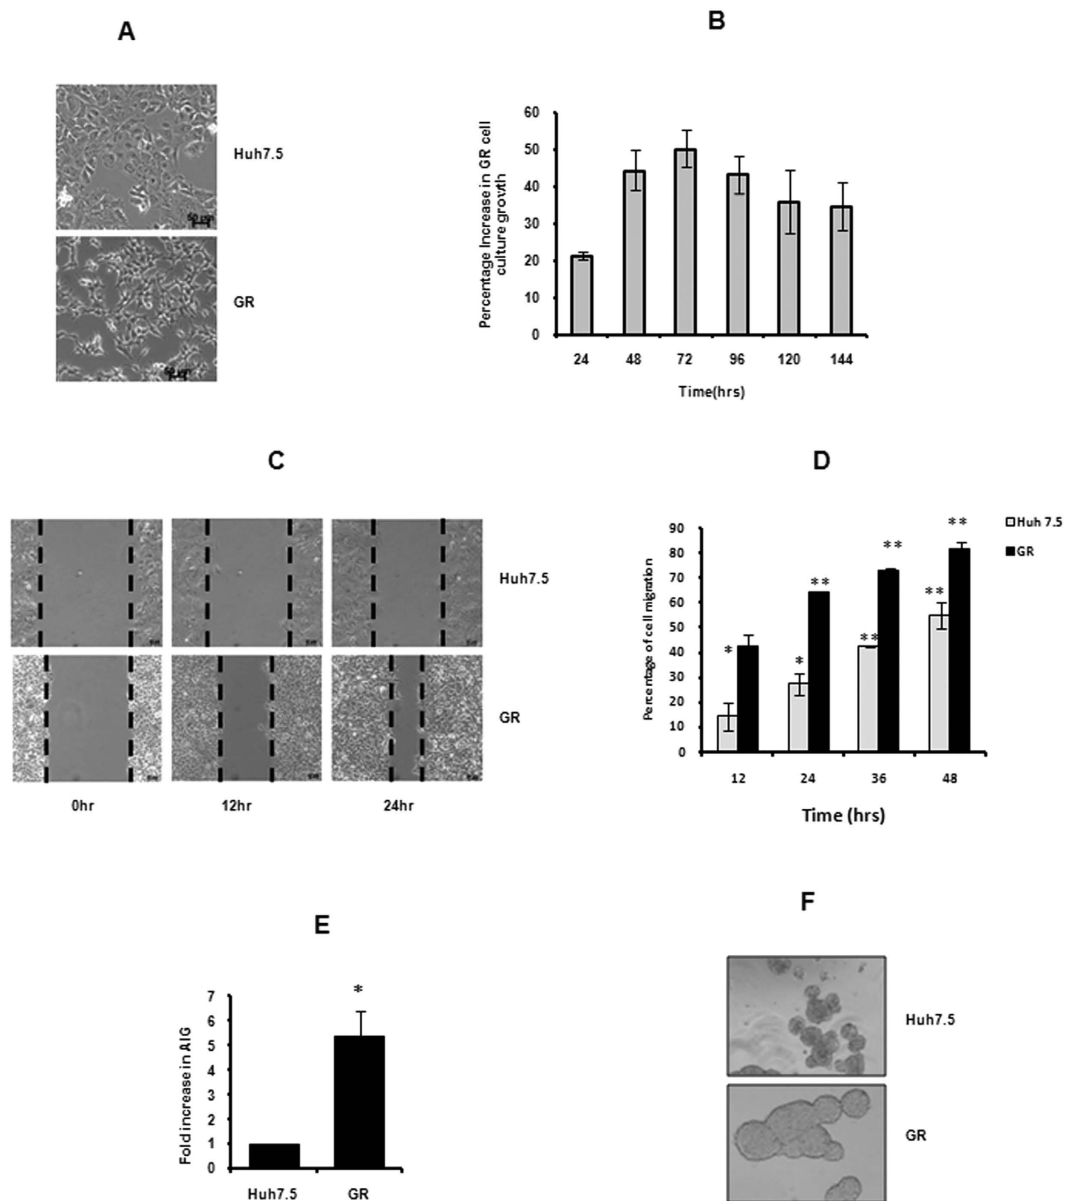 A
Huh7.5
50 µm
GR
B
Percentage Increase in GR cell
culture growth
60
50
40
30
20
10
0
24 48 72 96 120 144
Time(hrs)
C
Huh7.5
GR
0hr 12hr 24hr
D
Percentage of cell migration
90
80
70
60
50
40
30
20
10
0
* * ** **
** ** **
12 24 36 48
Time (hrs)
Huh 7.5
GR
E
Fold increase in AIG
7
6
5
4
3
2
1
0
*
Huh7.5 GR
F
Huh7.5
GR